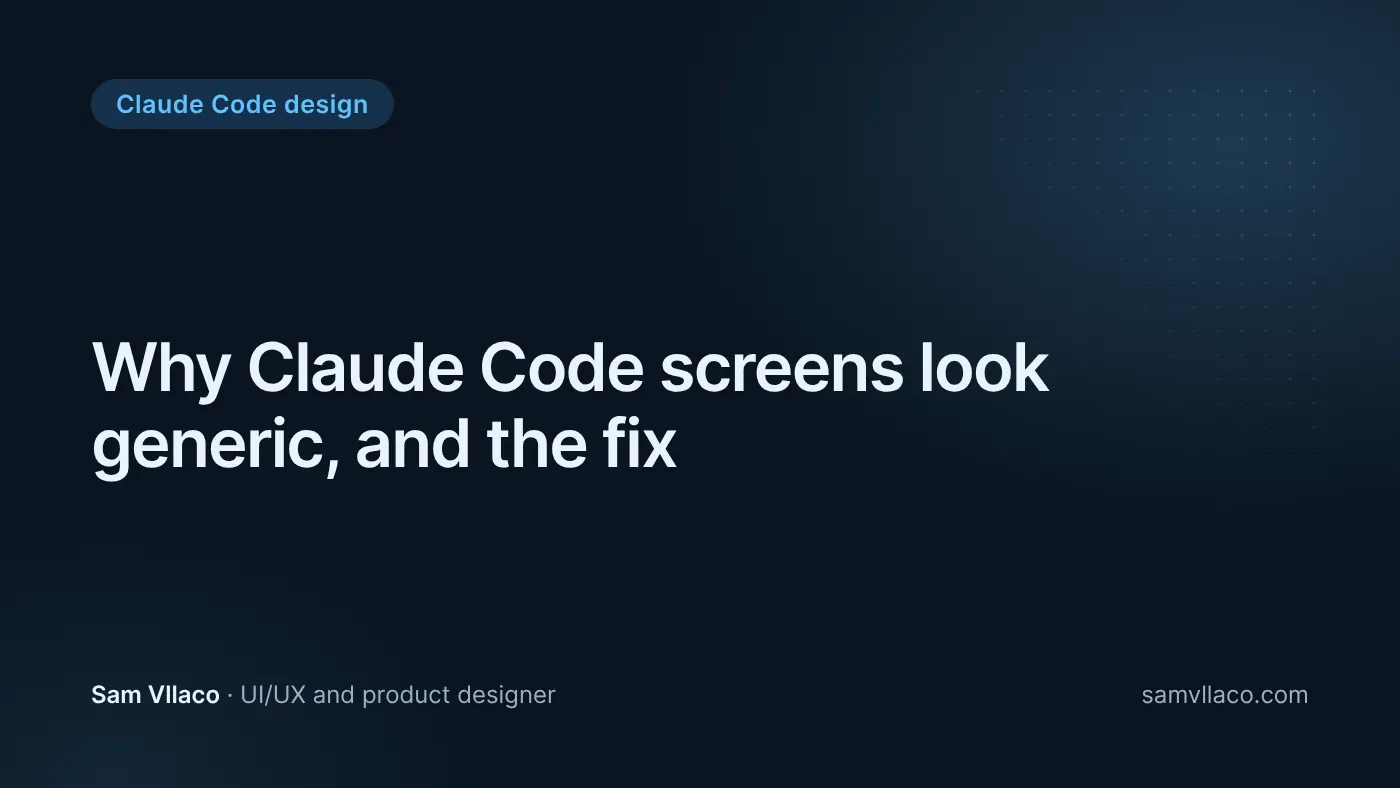 Claude Code design
Why Claude Code screens look
generic, and the fix
Sam Vllaco · UI/UX and product designer
samvllaco.com